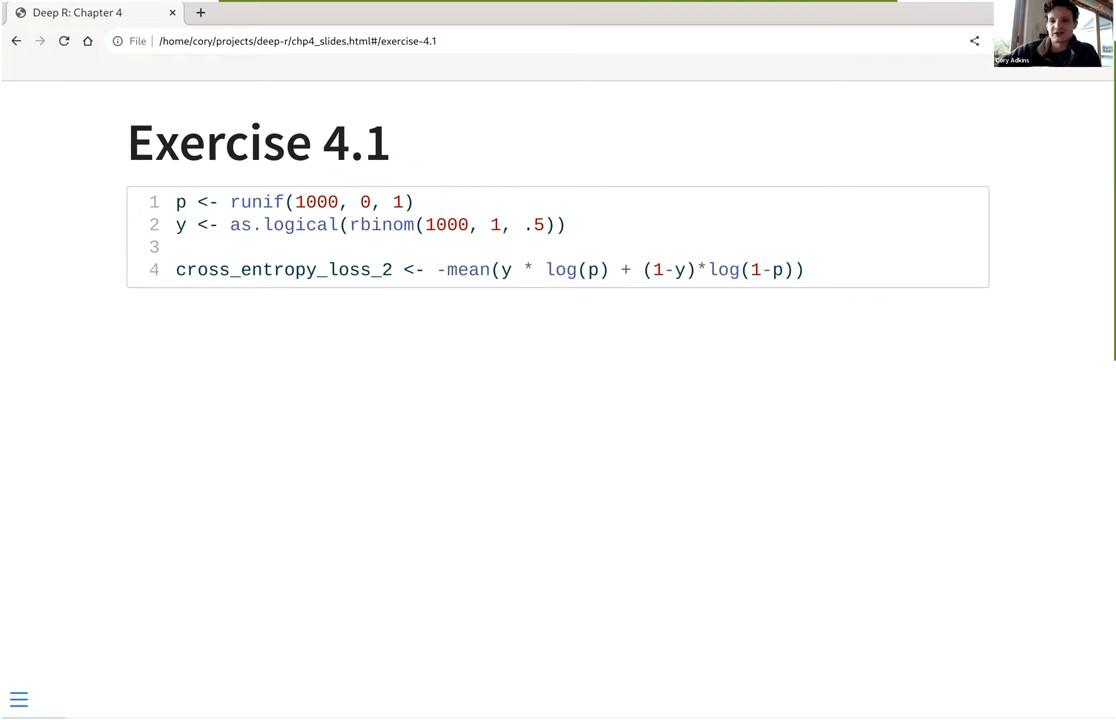 Deep R: Chapter 4
File /home/cory/projects/deep-r/chp4_slides.html#/exercise-4.1
Cory Adkins
Exercise 4.1
1 p <- runif(1000, 0, 1)
2 y <- as.logical(rbinom(1000, 1, .5))
3
4 cross_entropy_loss_2 <- -mean(y * log(p) + (1-y)*log(1-p))